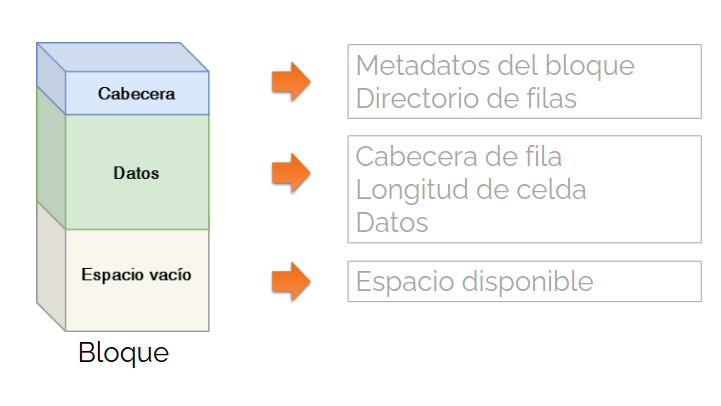 Cabecera
Metadatos del bloque
Directorio de filas
Datos
Cabecera de fila
Longitud de celda
Datos
Espacio vacío
Espacio disponible
Bloque